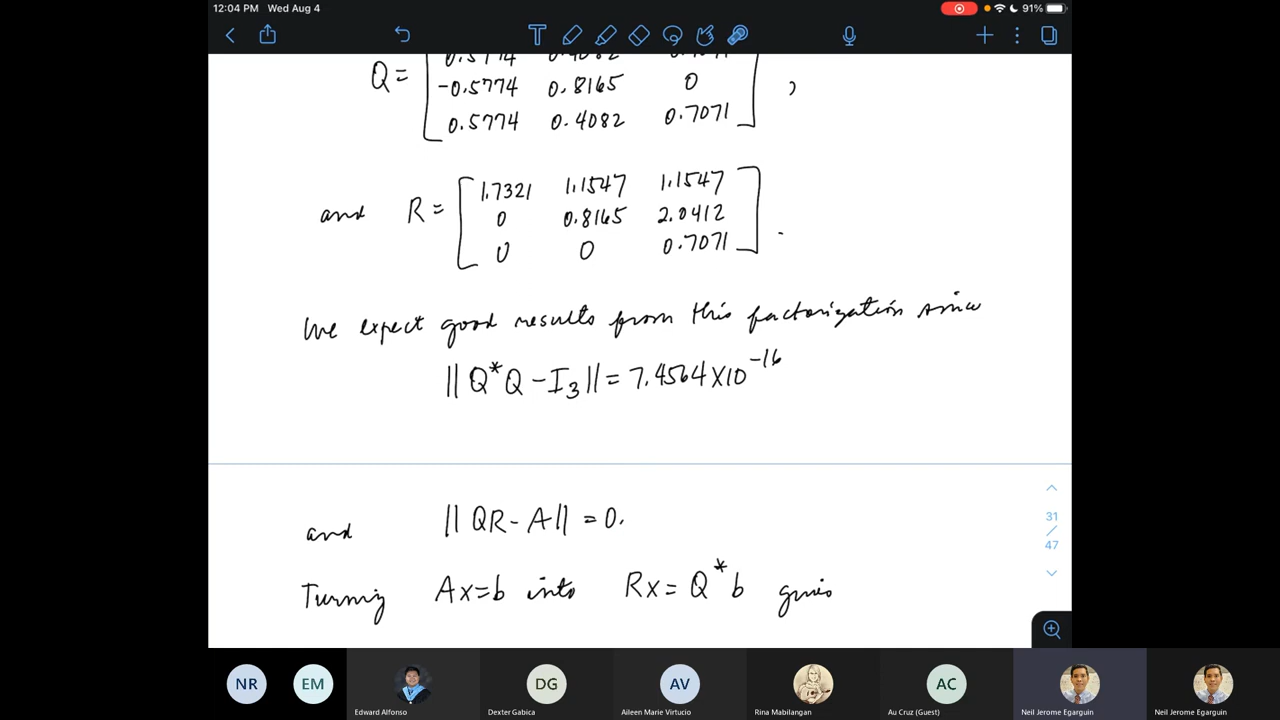 12:04 PM Wed Aug 4
91%
Q =
-0.5774 0.8165 0
0.5774 0.4082 0.7071
,
and R =
1.7321 1.1547 1.1547
0 0.8165 2.0412
0 0 0.7071
.
We expect good results from this factorization since
|| Q*Q - I₃ || = 7.4564 × 10⁻¹⁶
and || QR - A || = 0.
Turning Ax = b into Rx = Q*b gives
31
/
47
NR
EM
DG
AV
AC
Edward Alfonso
Dexter Gabica
Aileen Marie Virtucio
Rina Mabilangan
Au Cruz (Guest)
Neil Jerome Egarguin
Neil Jerome Egarguin